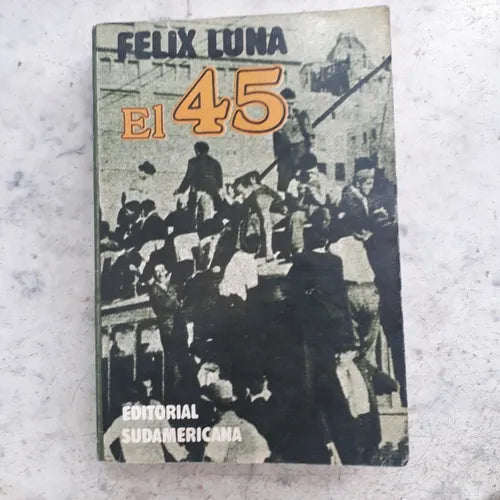 FELIX LUNA
El 45
EDITORIAL
SUDAMERICANA